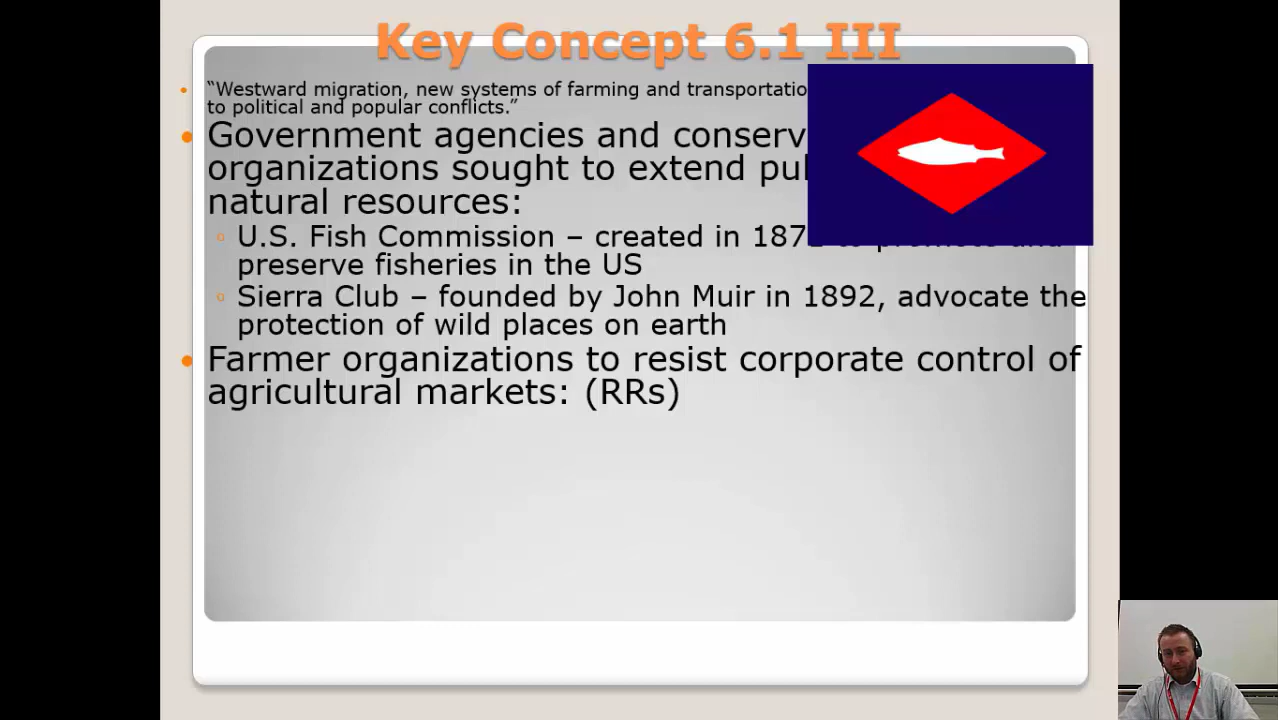 Key Concept 6.1 III
“Westward migration, new systems of farming and transportatio
to political and popular conflicts.”
Government agencies and conserv
organizations sought to extend pu
natural resources:
U.S. Fish Commission – created in 187
preserve fisheries in the US
Sierra Club – founded by John Muir in 1892, advocate the
protection of wild places on earth
Farmer organizations to resist corporate control of
agricultural markets: (RRs)